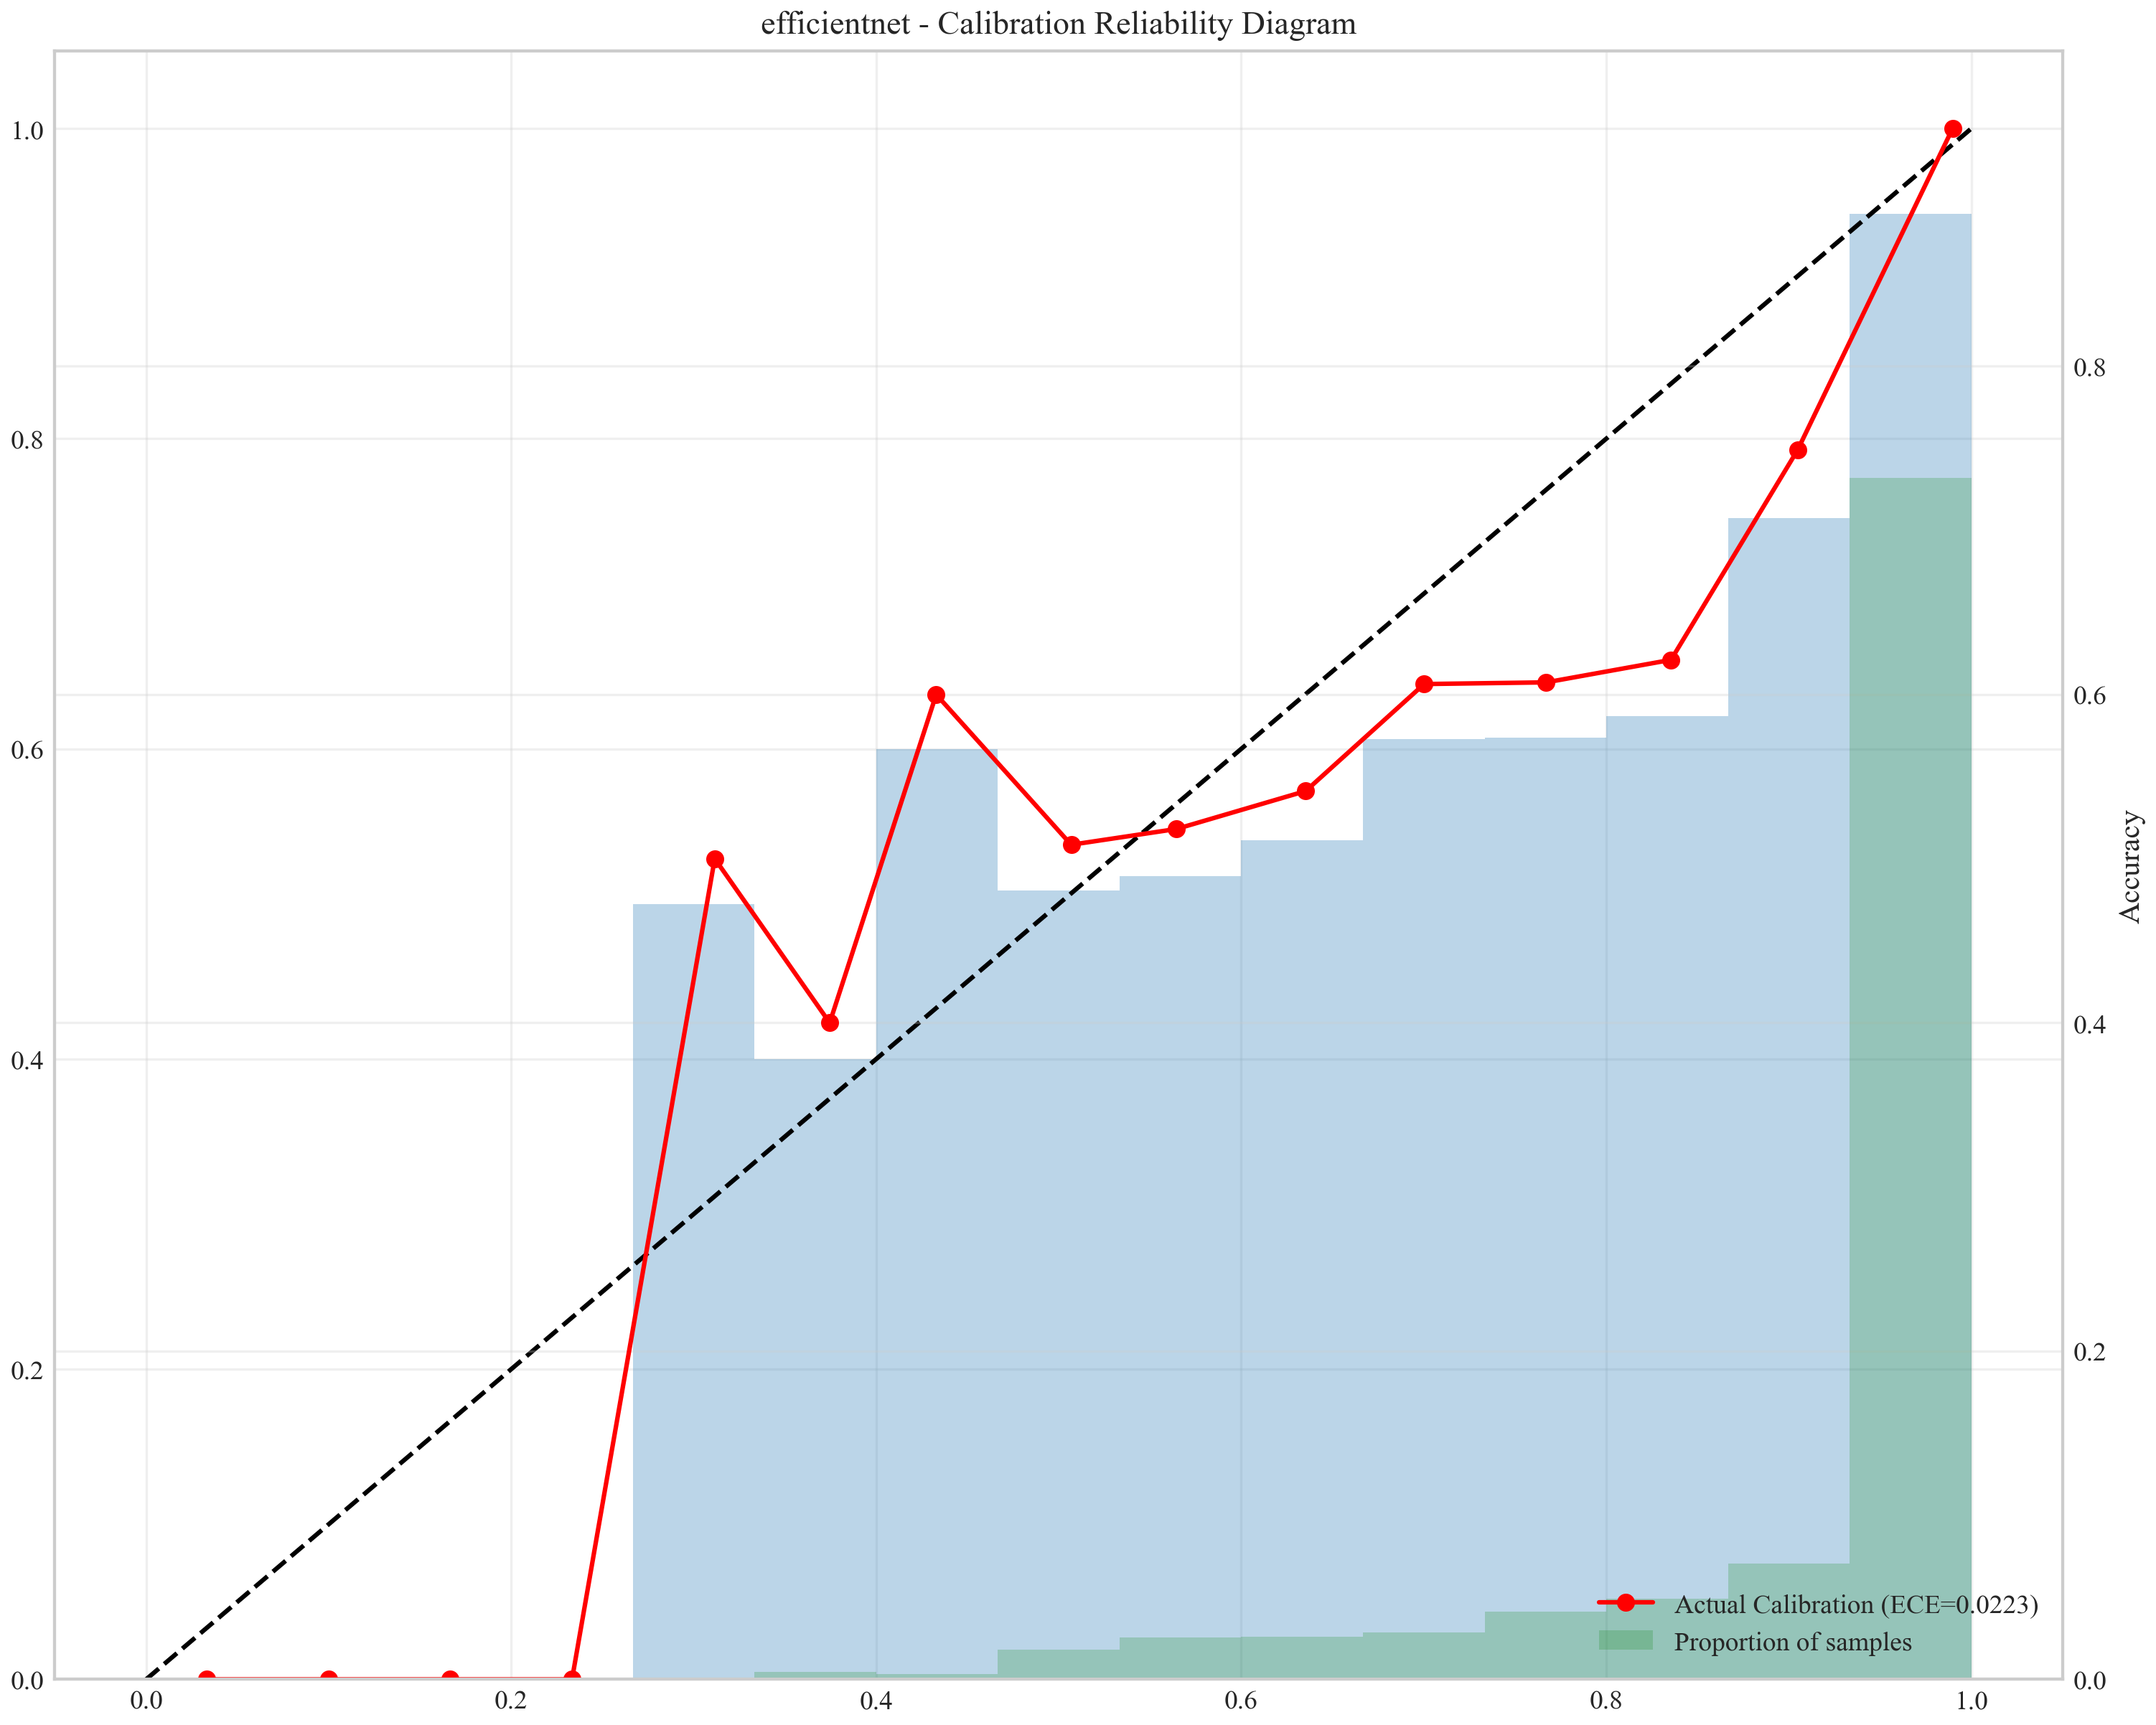 efficientnet - Calibration Reliability Diagram
1.0
0.8
0.6
0.4
0.2
0.0
0.8
0.6
0.4
0.2
0.0
Accuracy
Actual Calibration (ECE=0.0223)
Proportion of samples
0.0 0.2 0.4 0.6 0.8 1.0